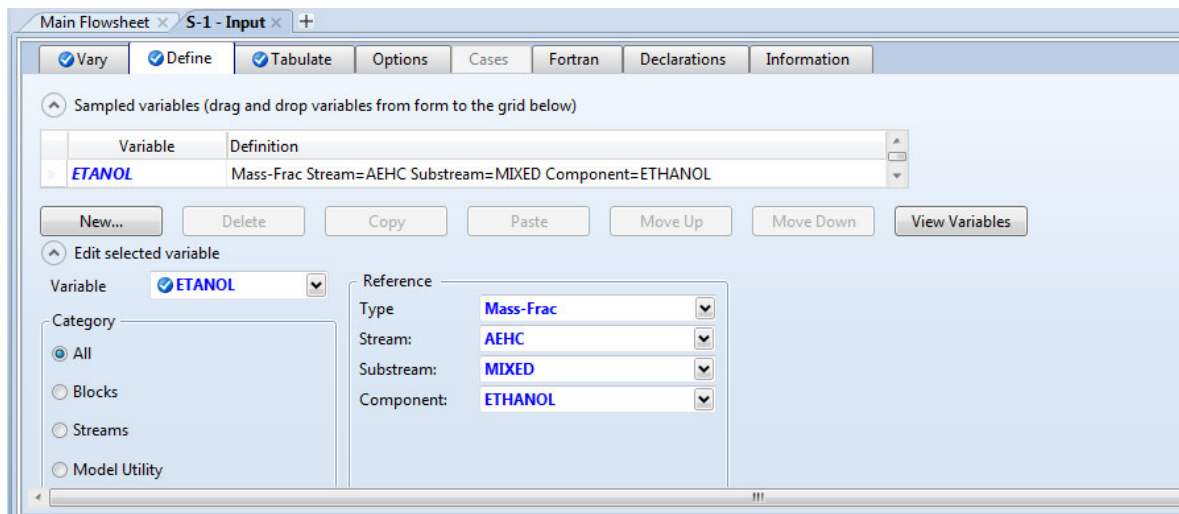 Main Flowsheet × S-1 - Input × +
Vary Define Tabulate Options Cases Fortran Declarations Information
Sampled variables (drag and drop variables from form to the grid below)
Variable Definition
ETANOL Mass-Frac Stream=AEHC Substream=MIXED Component=ETHANOL
New... Delete Copy Paste Move Up Move Down View Variables
Edit selected variable
Variable ETANOL
Reference
Category
Type Mass-Frac
All
Stream: AEHC
Substream: MIXED
Blocks
Component: ETHANOL
Streams
Model Utility